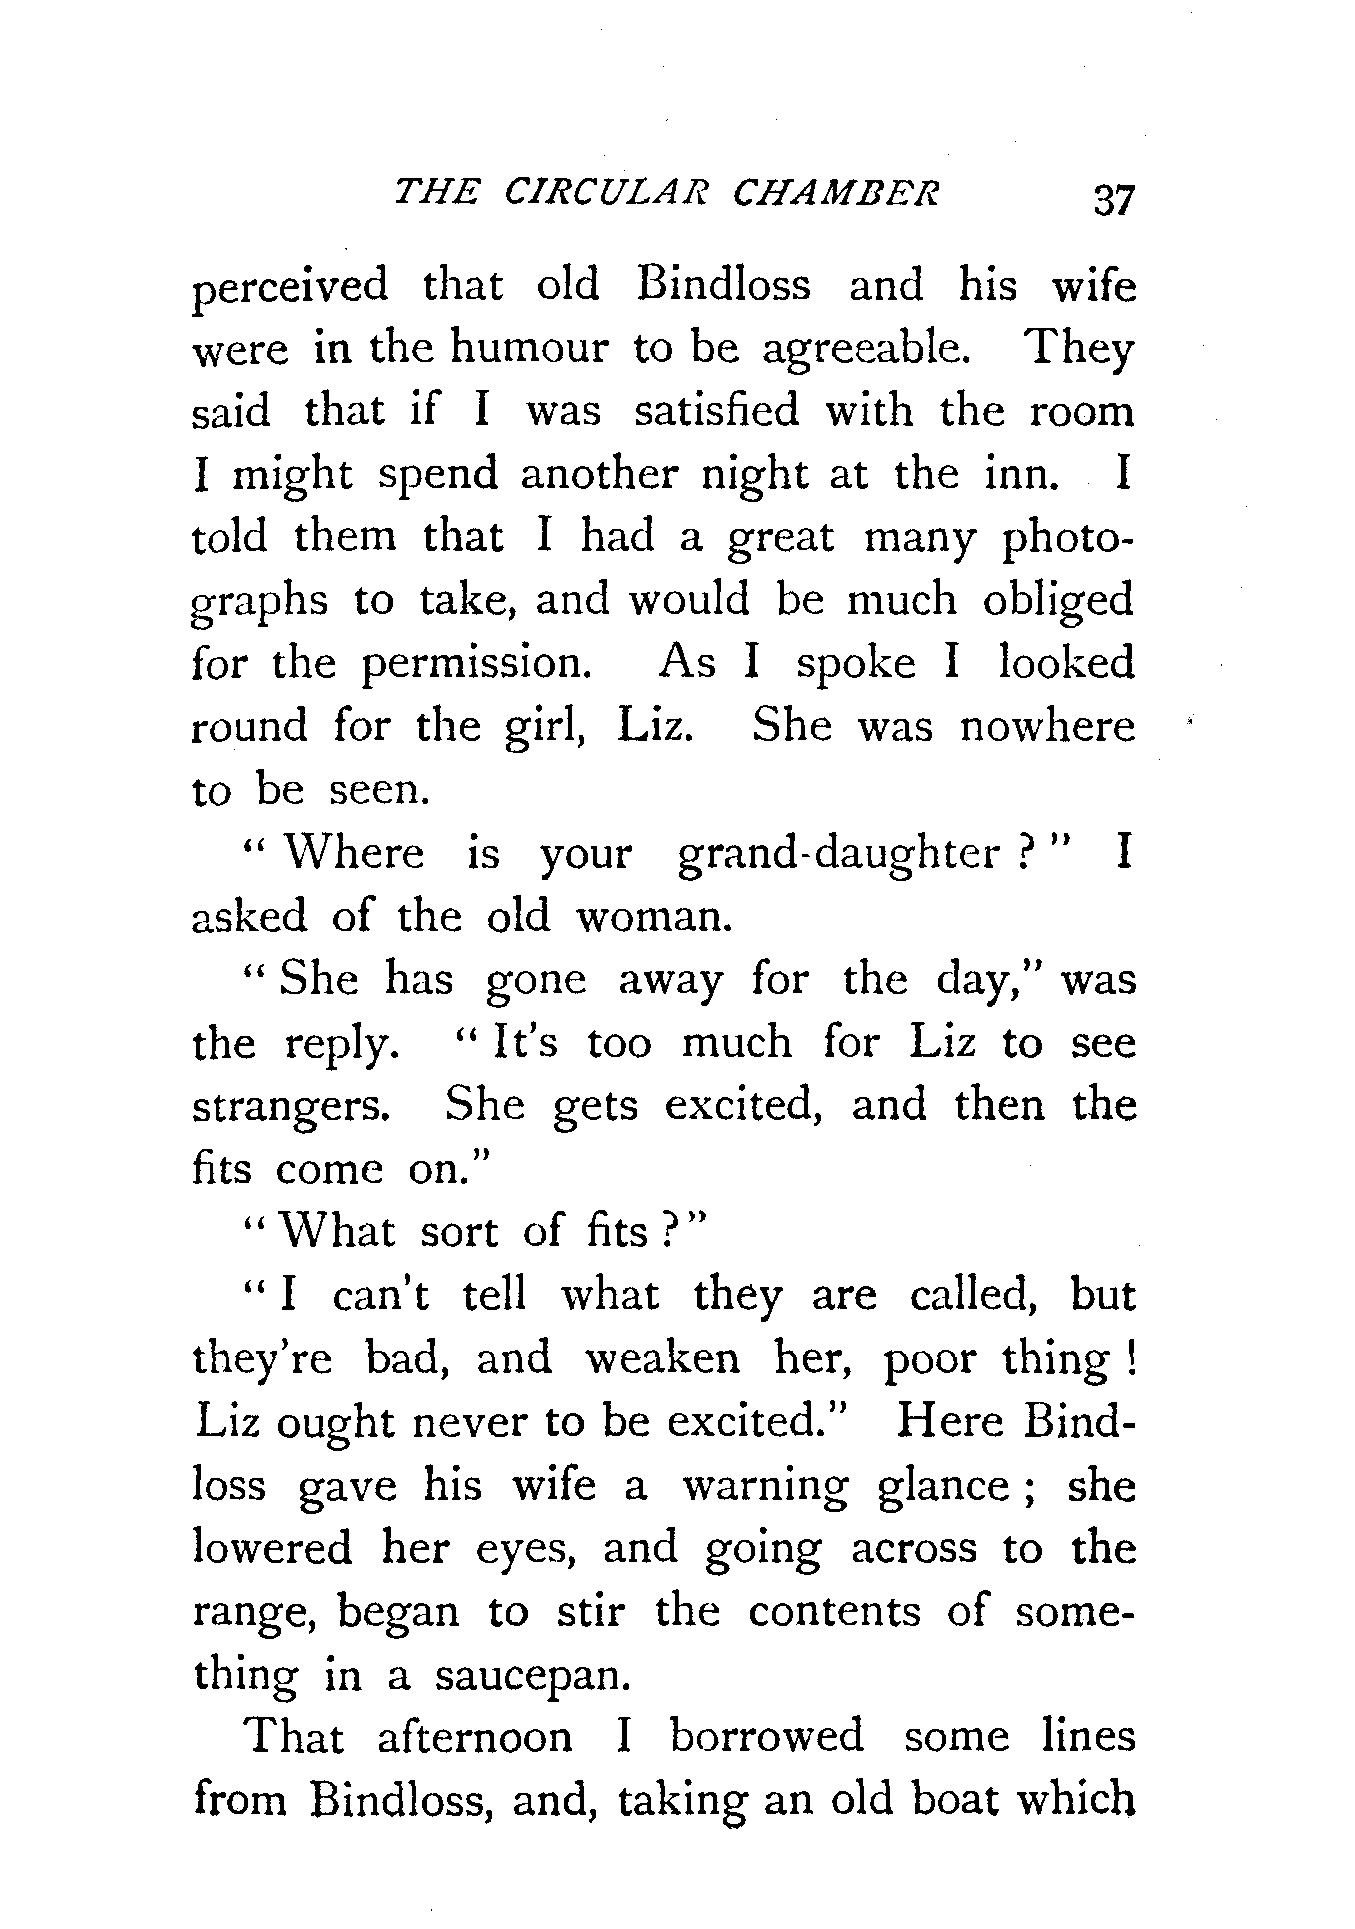 THE CIRCULAR CHAMBER 37
perceived that old Bindloss and his wife
were in the humour to be agreeable. They
said that if I was satisfied with the room
I might spend another night at the inn. I
told them that I had a great many photo-
graphs to take, and would be much obliged
for the permission. As I spoke I looked
round for the girl, Liz. She was nowhere
to be seen.
“ Where is your grand-daughter ? ” I
asked of the old woman.
“ She has gone away for the day,” was
the reply. “ It’s too much for Liz to see
strangers. She gets excited, and then the
fits come on.”
“ What sort of fits ? ”
“ I can’t tell what they are called, but
they’re bad, and weaken her, poor thing !
Liz ought never to be excited.” Here Bind-
loss gave his wife a warning glance ; she
lowered her eyes, and going across to the
range, began to stir the contents of some-
thing in a saucepan.
That afternoon I borrowed some lines
from Bindloss, and, taking an old boat which